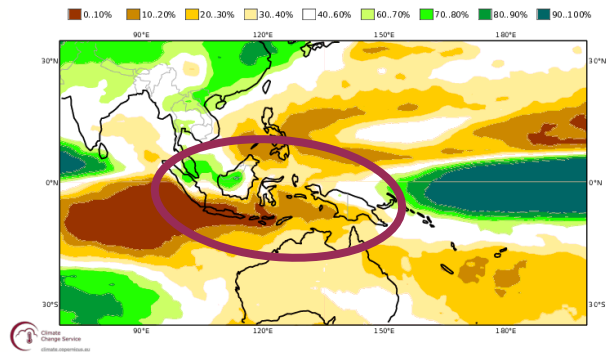 0..10% 10..20% 20..30% 30..40% 40..60% 60..70% 70..80% 80..90% 90..100%
90°E 120°E 150°E 180°E
30°N 30°N
0°N 0°N
30°S 30°S
90°E 120°E 150°E 180°E
Climate
Change Service
climate.copernicus.eu